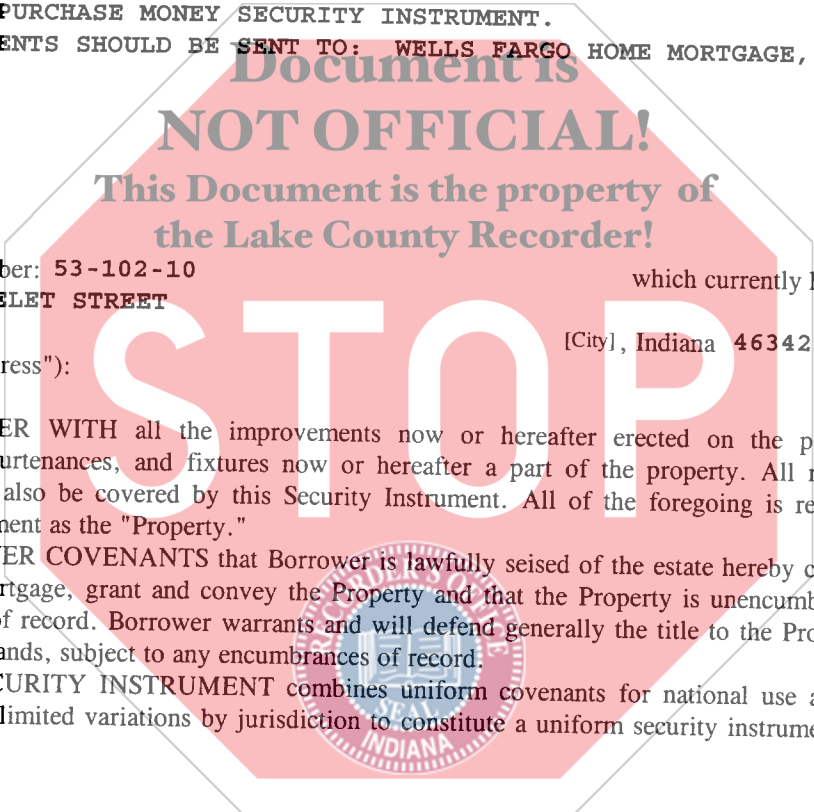 PURCHASE MONEY SECURITY INSTRUMENT.
ENTS SHOULD BE SENT TO: WELLS FARGO HOME MORTGAGE,
Document is
NOT OFFICIAL!
This Document is the property of
the Lake County Recorder!
ber: 53-102-10 which currently
ELET STREET
[City], Indiana 46342
ress"):
STOP
ER WITH all the improvements now or hereafter erected on the p
urtenances, and fixtures now or hereafter a part of the property. All
also be covered by this Security Instrument. All of the foregoing is re
ment as the "Property."
ER COVENANTS that Borrower is lawfully seised of the estate hereby c
rtgage, grant and convey the Property and that the Property is unencumb
of record. Borrower warrants and will defend generally the title to the Pro
ands, subject to any encumbrances of record.
CURITY INSTRUMENT combines uniform covenants for national use a
limited variations by jurisdiction to constitute a uniform security instrume
RECORDER'S OFFICE
SEAL
INDIANA